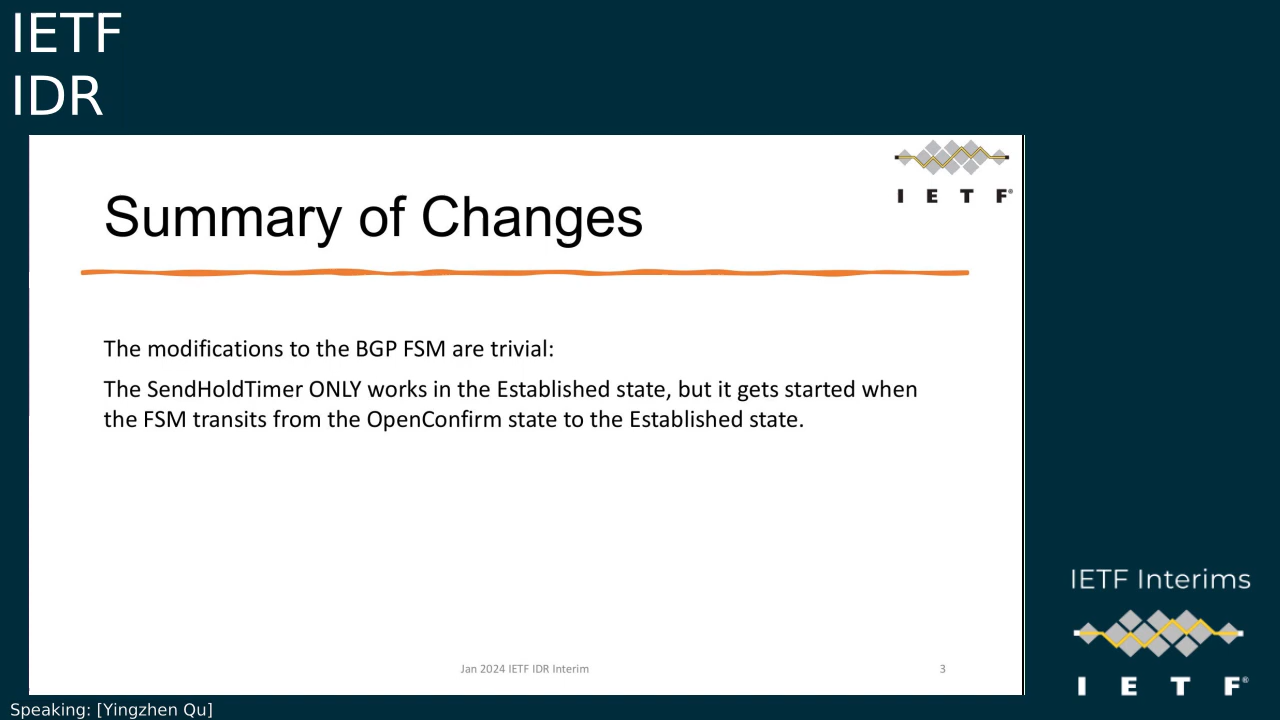 IETF
IDR
I E T F®
Summary of Changes
The modifications to the BGP FSM are trivial:
The SendHoldTimer ONLY works in the Established state, but it gets started when
the FSM transits from the OpenConfirm state to the Established state.
Jan 2024 IETF IDR Interim
3
IETF Interims
I E T F®
Speaking: [Yingzhen Qu]